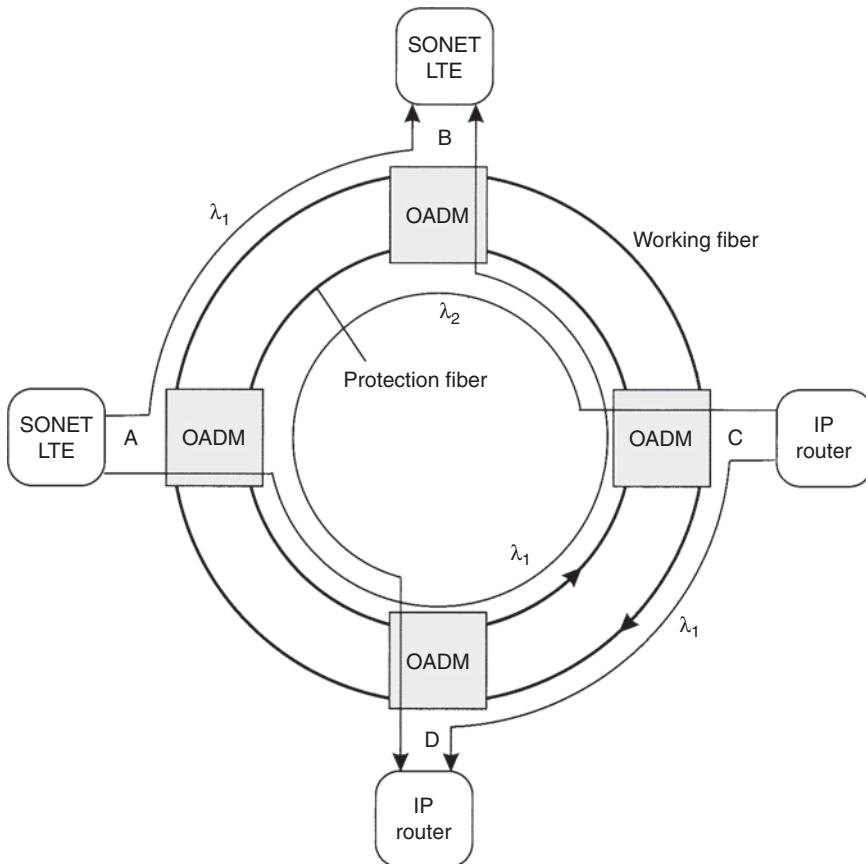 SONET
LTE
B
λ1
OADM
Working fiber
λ2
Protection fiber
SONET
LTE
A
OADM
OADM
C
IP
router
λ1
λ1
OADM
D
IP
router